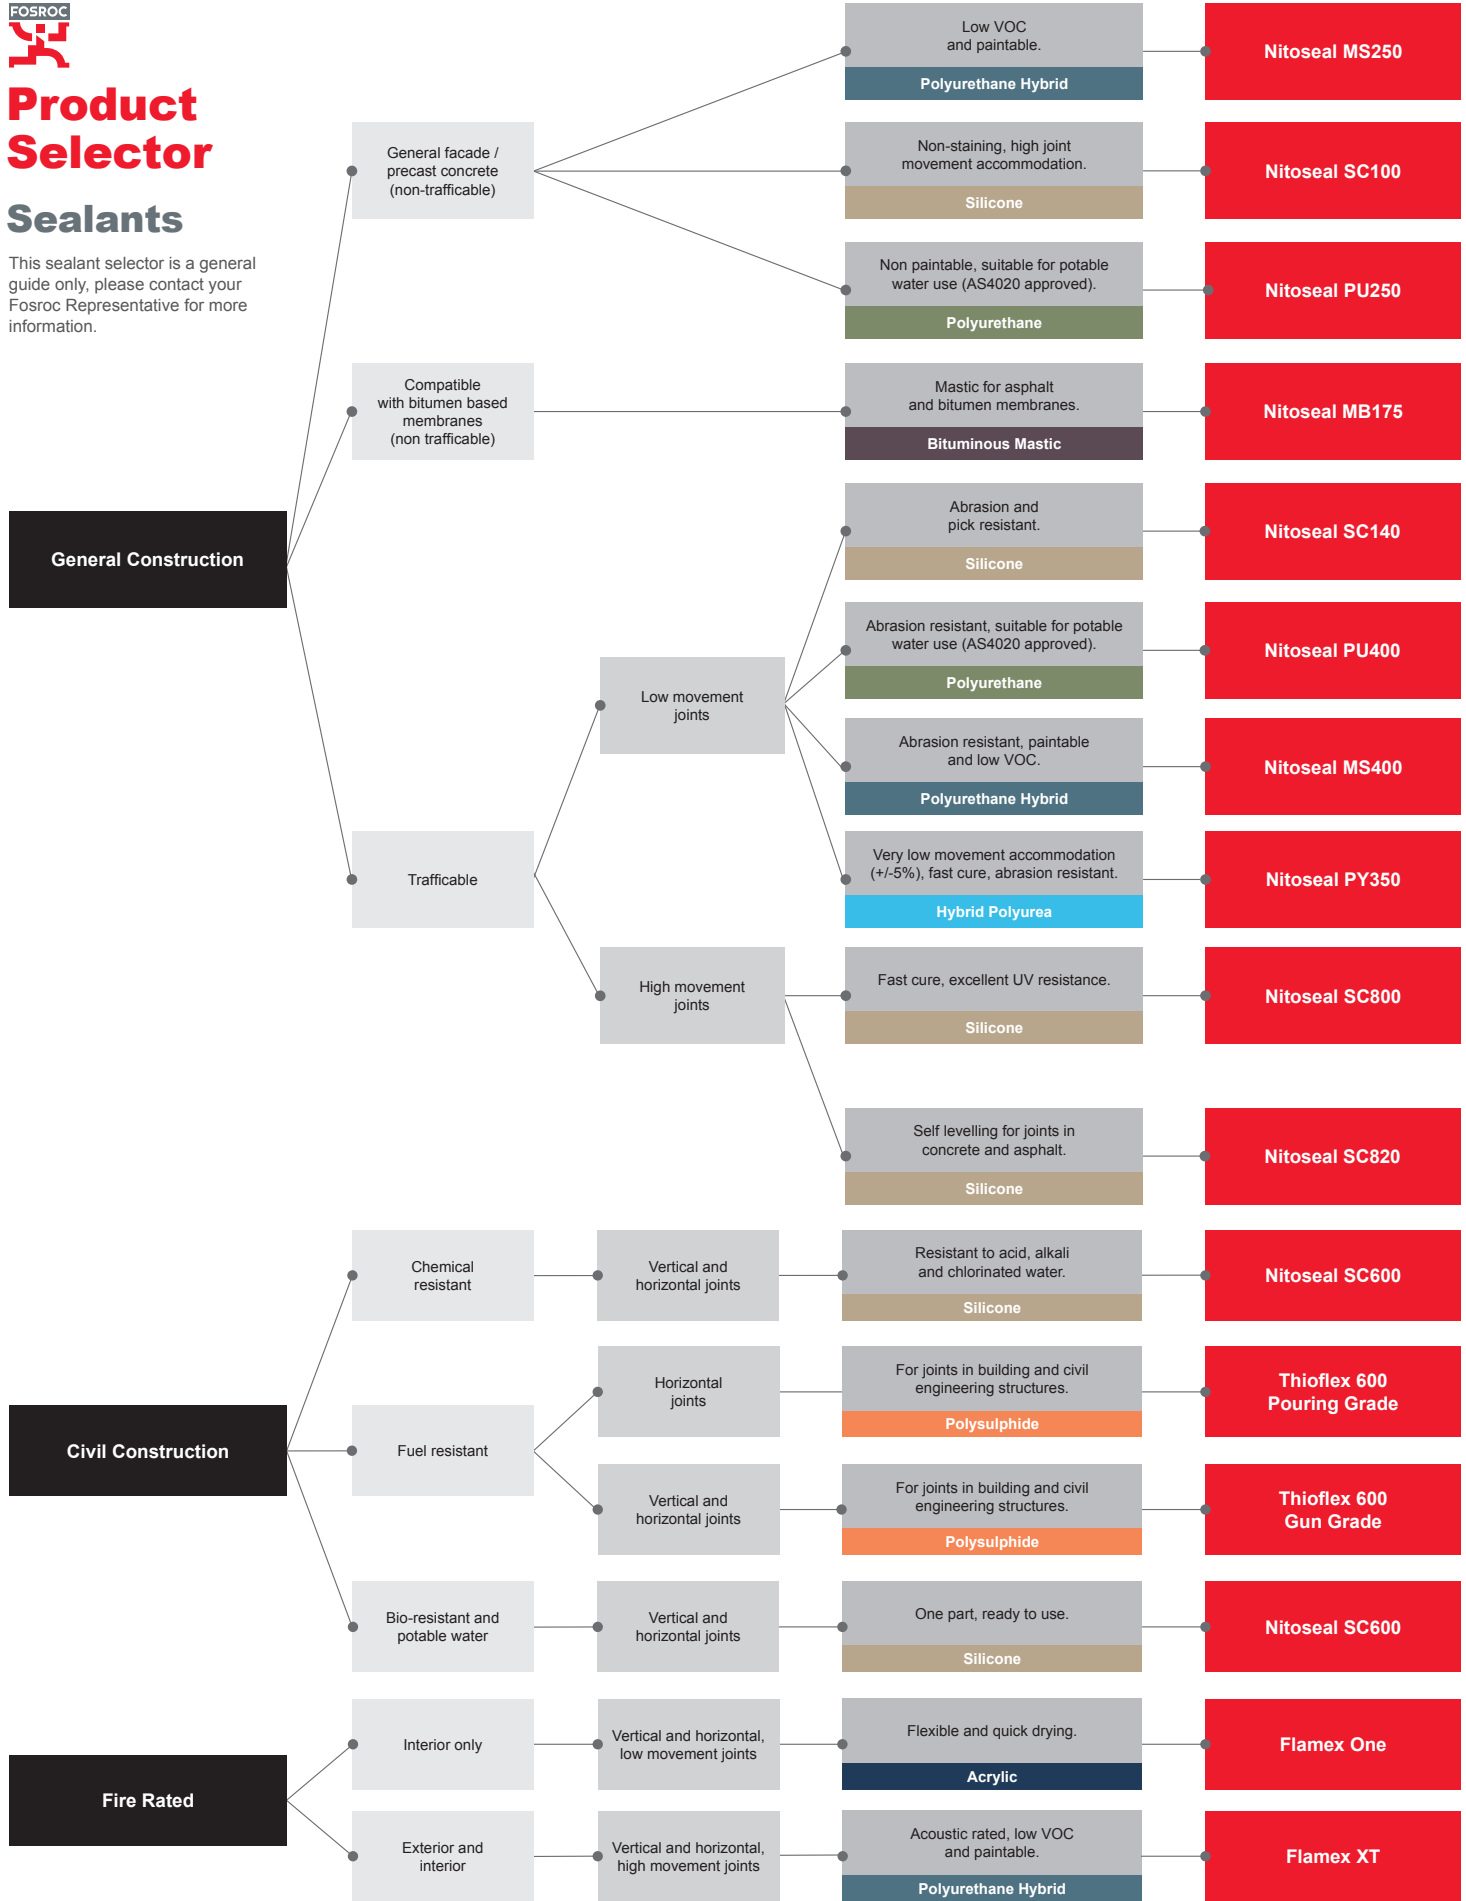 FOSROC
Product
Selector
Sealants
This sealant selector is a general
guide only, please contact your
Fosroc Representative for more
information.
General Construction
General facade /
precast concrete
(non-trafficable)
Low VOC
and paintable.
Polyurethane Hybrid
Nitoseal MS250
Non-staining, high joint
movement accommodation.
Silicone
Nitoseal SC100
Non paintable, suitable for potable
water use (AS4020 approved).
Polyurethane
Nitoseal PU250
Compatible
with bitumen based
membranes
(non trafficable)
Mastic for asphalt
and bitumen membranes.
Bituminous Mastic
Nitoseal MB175
Trafficable
Low movement
joints
Abrasion and
pick resistant.
Silicone
Nitoseal SC140
Abrasion resistant, suitable for potable
water use (AS4020 approved).
Polyurethane
Nitoseal PU400
Abrasion resistant, paintable
and low VOC.
Polyurethane Hybrid
Nitoseal MS400
Very low movement accommodation
(+/-5%), fast cure, abrasion resistant.
Hybrid Polyurea
Nitoseal PY350
High movement
joints
Fast cure, excellent UV resistance.
Silicone
Nitoseal SC800
Self levelling for joints in
concrete and asphalt.
Silicone
Nitoseal SC820
Civil Construction
Chemical
resistant
Vertical and
horizontal joints
Resistant to acid, alkali
and chlorinated water.
Silicone
Nitoseal SC600
Fuel resistant
Horizontal
joints
For joints in building and civil
engineering structures.
Polysulphide
Thioflex 600
Pouring Grade
Vertical and
horizontal joints
For joints in building and civil
engineering structures.
Polysulphide
Thioflex 600
Gun Grade
Bio-resistant and
potable water
Vertical and
horizontal joints
One part, ready to use.
Silicone
Nitoseal SC600
Fire Rated
Interior only
Vertical and horizontal,
low movement joints
Flexible and quick drying.
Acrylic
Flamex One
Exterior and
interior
Vertical and horizontal,
high movement joints
Acoustic rated, low VOC
and paintable.
Polyurethane Hybrid
Flamex XT